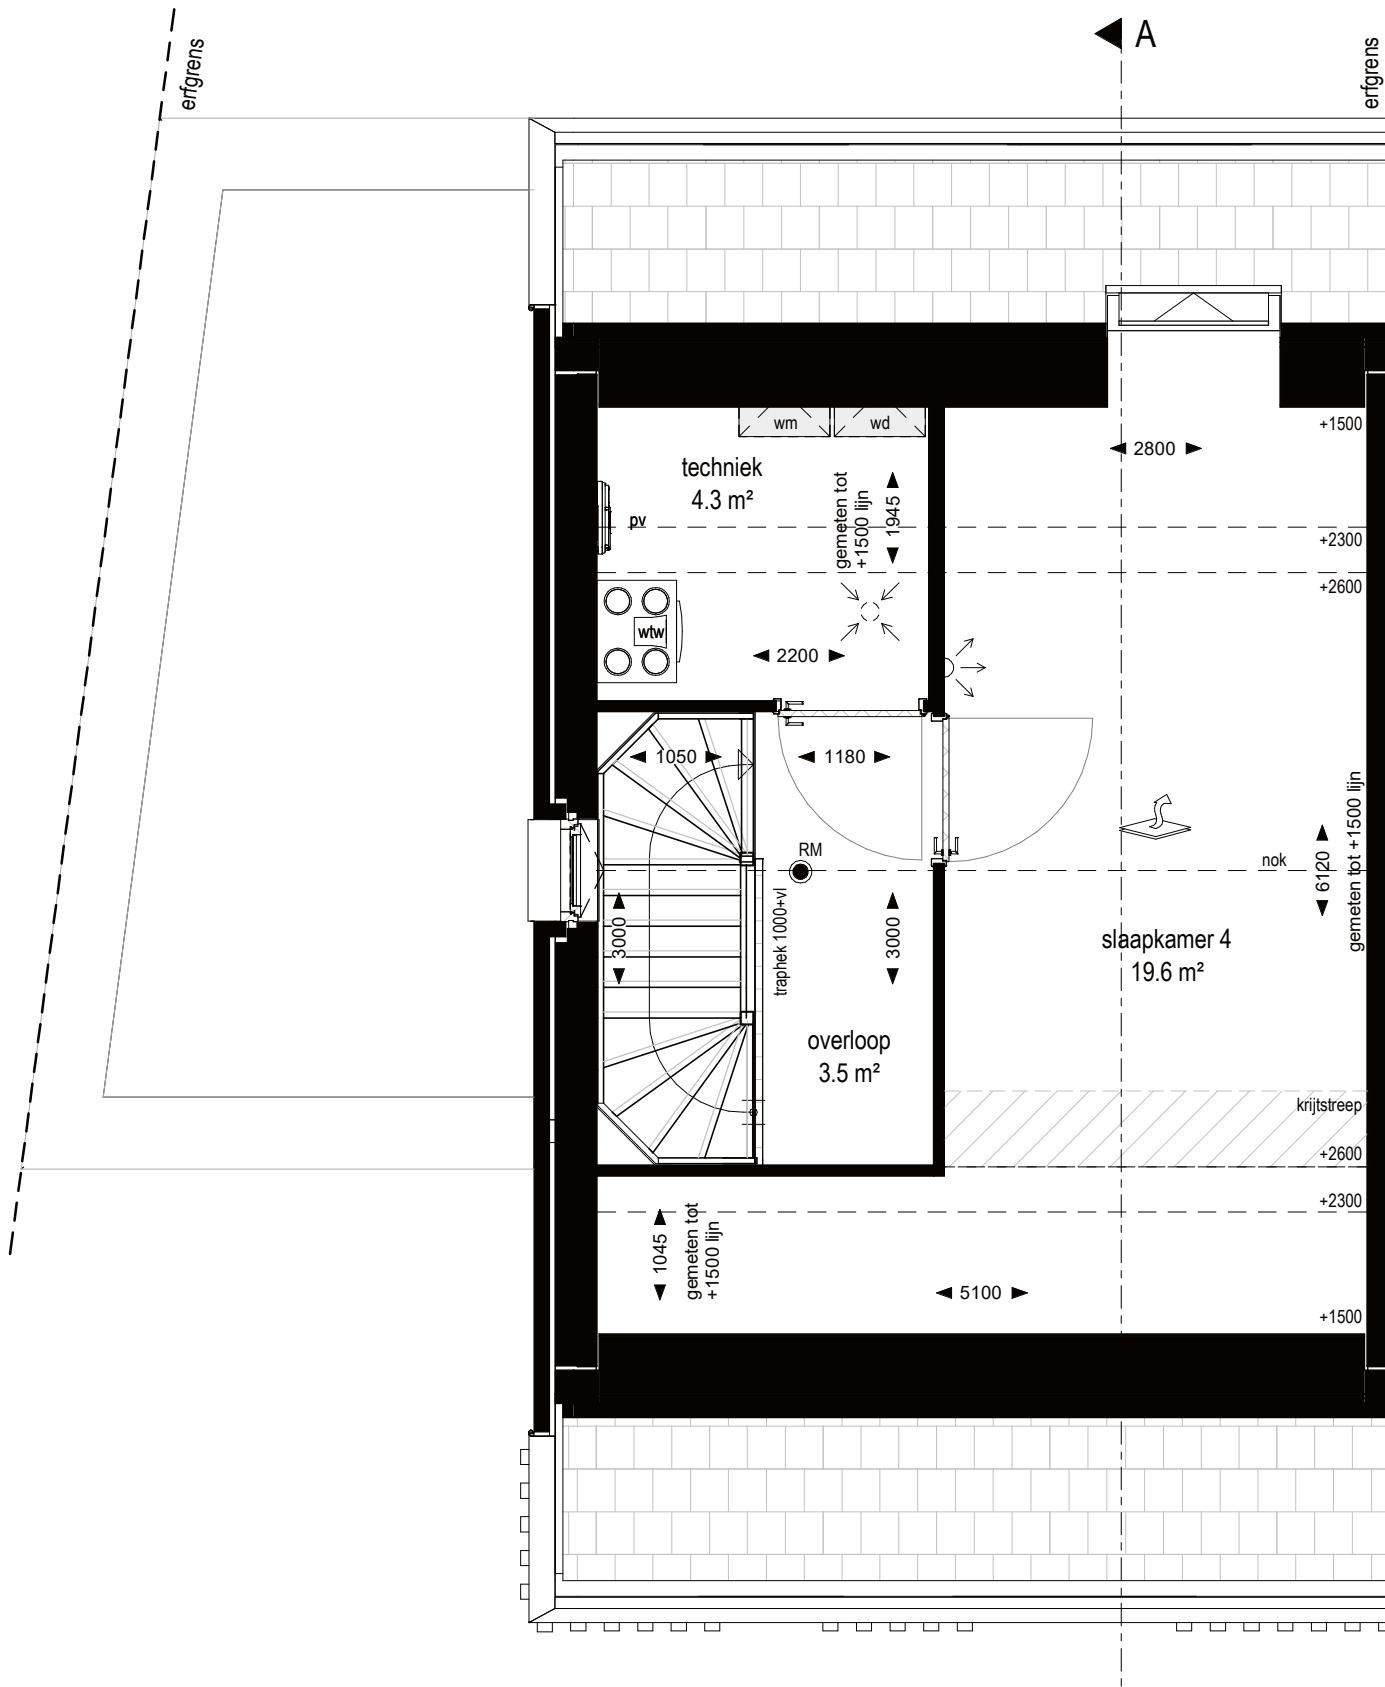 A
erfgrens
erfgrens
wm
wd
+1500
2800
techniek
4.3 m²
gemeten tot
+1500 lijn
1945
pv
+2300
+2600
wtw
2200
1050
1180
gemeten tot +1500 lijn
6120
RM
nok
traphek 1000+vl
3000
3000
slaapkamer 4
19.6 m²
overloop
3.5 m²
krijtstreep
+2600
+2300
1045
gemeten tot
+1500 lijn
5100
+1500